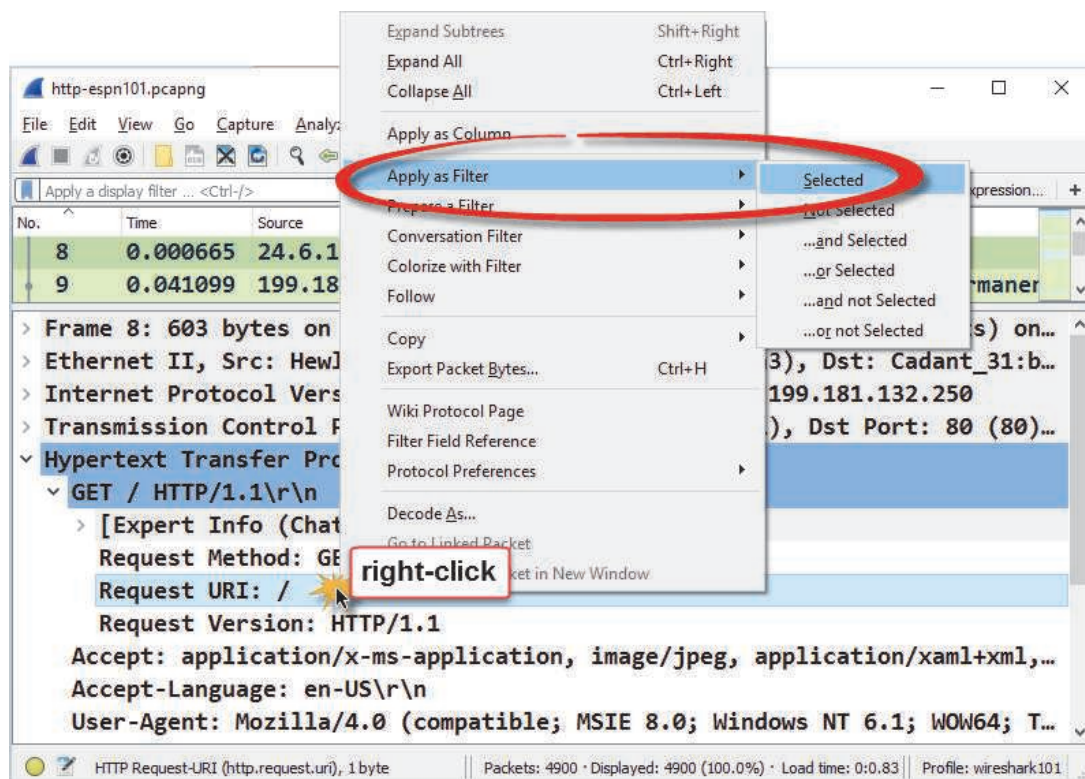 Expand Subtrees Shift+Right
Expand All Ctrl+Right
Collapse All Ctrl+Left
Apply as Column
Apply as Filter
Prepare a Filter
Conversation Filter
Colorize with Filter
Follow
Copy
Export Packet Bytes... Ctrl+H
Wiki Protocol Page
Filter Field Reference
Protocol Preferences
Decode As...
Go to Linked Packet
ket in New Window
Selected
Not Selected
...and Selected
...or Selected
...and not Selected
...or not Selected
http-espn101.pcapng
File Edit View Go Capture Analyz
Apply a display filter ... <Ctrl-/> xpression... +
No. Time Source
8 0.000665 24.6.1
9 0.041099 199.18 rmaner
Frame 8: 603 bytes on s) on...
Ethernet II, Src: Hewl 3), Dst: Cadant_31:b...
Internet Protocol Vers 199.181.132.250
Transmission Control P ), Dst Port: 80 (80)...
Hypertext Transfer Pro
GET / HTTP/1.1\r\n
[Expert Info (Chat
Request Method: GE
right-click
Request URI: /
Request Version: HTTP/1.1
Accept: application/x-ms-application, image/jpeg, application/xaml+xml,...
Accept-Language: en-US\r\n
User-Agent: Mozilla/4.0 (compatible; MSIE 8.0; Windows NT 6.1; WOW64; T...
HTTP Request-URI (http.request.uri), 1 byte Packets: 4900 · Displayed: 4900 (100.0%) · Load time: 0:0.83 Profile: wireshark101